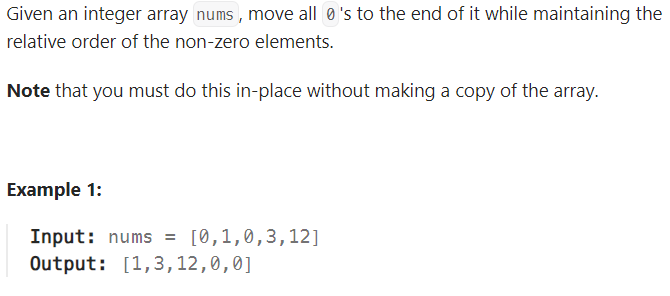 Given an integer array nums, move all 0's to the end of it while maintaining the
relative order of the non-zero elements.
Note that you must do this in-place without making a copy of the array.
Example 1:
Input: nums = [0,1,0,3,12]
Output: [1,3,12,0,0]